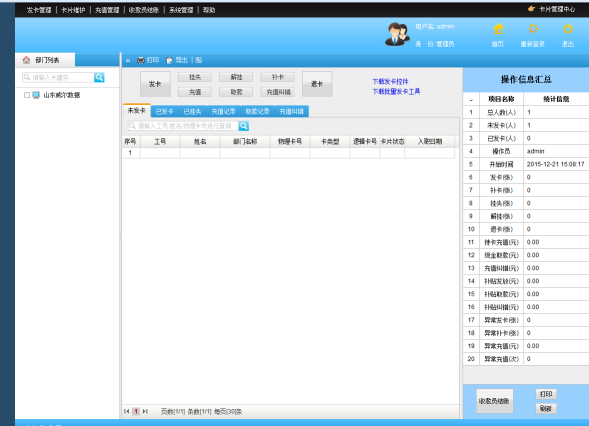 发卡管理 | 卡片维护 | 充值管理 | 收款员结账 | 系统管理 | 帮助
卡片管理中心
用户名: admin
身 份: 管理员
首页 重新登录 退出
部门列表
请输入关键字...
山东威尔数据
打印 导出
发卡 挂失 解挂 补卡 退卡
充值 取款 充值纠错
下载发卡控件
下载批量发卡工具
未发卡 已发卡 已挂失 充值记录 取款记录 充值纠错
请输入工号,姓名,物理卡号进行查询
序号 工号 姓名 部门名称 物理卡号 卡类型 逻辑卡号 卡片状态 入职日期
1
1 页数[1/1] 条数[1/1] 每页[30]条
操作信息汇总
项目名称 统计信息
1 总人数(人) 1
2 未发卡(人) 1
3 已发卡(人) 0
4 操作员 admin
5 开始时间 2015-12-21 15:08:17
6 发卡(张) 0
7 补卡(张) 0
8 挂失(张) 0
9 解挂(张) 0
10 退卡(张) 0
11 持卡充值(元) 0.00
12 现金取款(元) 0.00
13 充值纠错(元) 0.00
14 补贴发放(元) 0.00
15 补贴取款(元) 0.00
16 补贴纠错(元) 0.00
17 异常发卡(张) 0
18 异常补卡(张) 0
19 异常充值(元) 0.00
20 异常充值(次) 0
收款员结账 打印
刷新